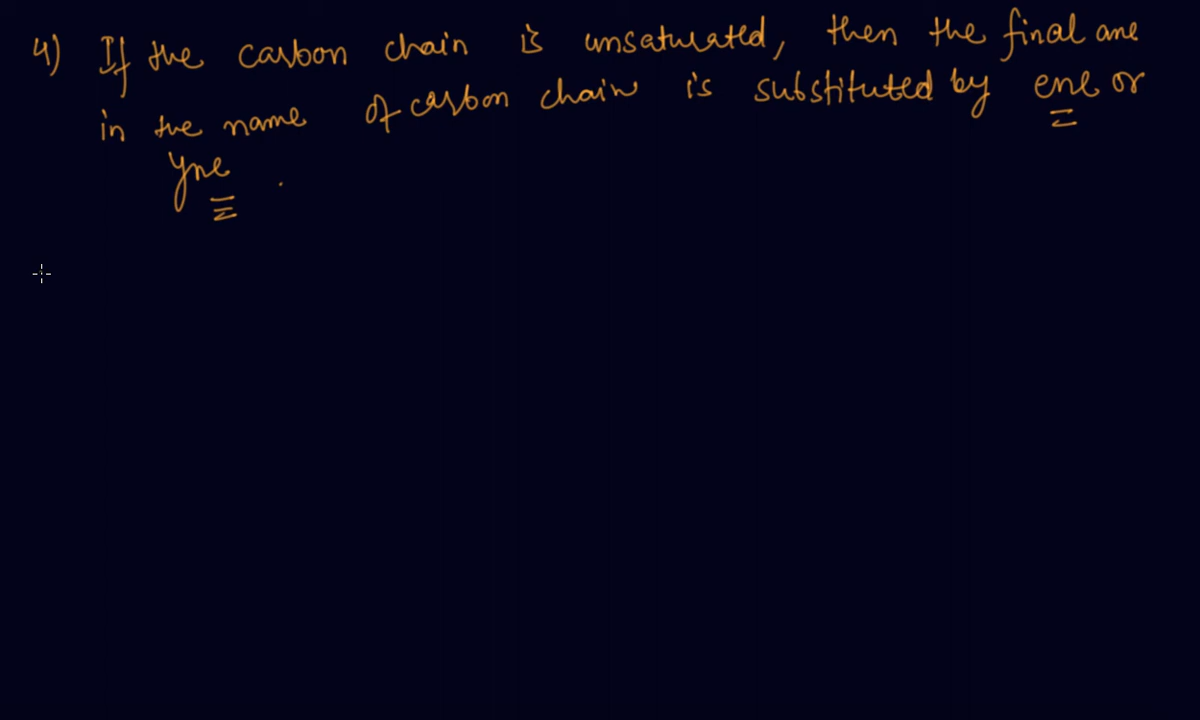 4) If the carbon chain is unsaturated, then the final ane
in the name of carbon chain is substituted by ene or
yne .